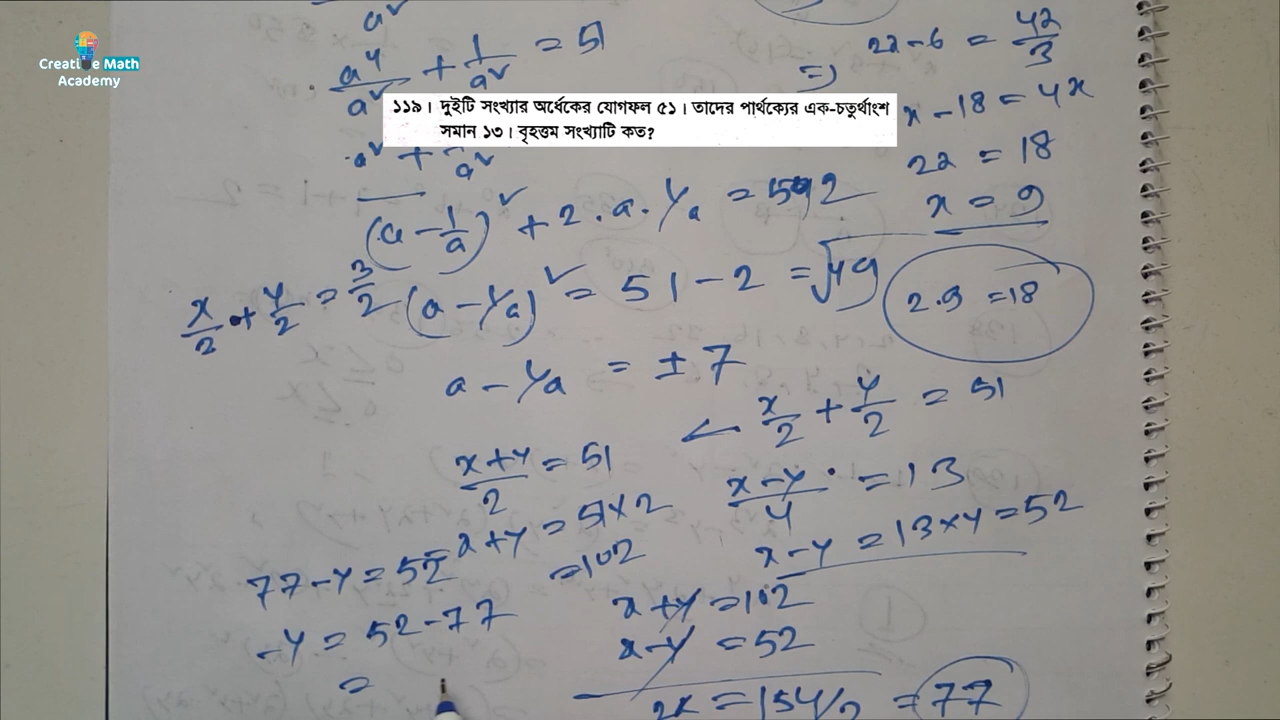 Creative Math
Academy
a²
a⁴/a² + 1/a² = 51
১১৯। দুইটি সংখ্যার অর্ধেকের যোগফল ৫১। তাদের পার্থক্যের এক-চতুর্থাংশ
সমান ১৩। বৃহত্তম সংখ্যাটি কত?
(a - 1/a)² + 2.a.1/a =
x/2 + y/2 = 3/2
(a - 1/a)² = 51 - 2 = √49
a - 1/a = ± 7
x/2 + y/2 = 51
x+y/2 = 51
x+y = 51×2
=102
77-y = 52
-y = 52-77
=
=> 2x-6 = 42/3
x-18 = 4x
2x = 18
x = 9
2.9 = 18
x-y/4 = 13
x-y = 13×4 = 52
x+y = 102
x-y = 52
2x = 154/2 = 77